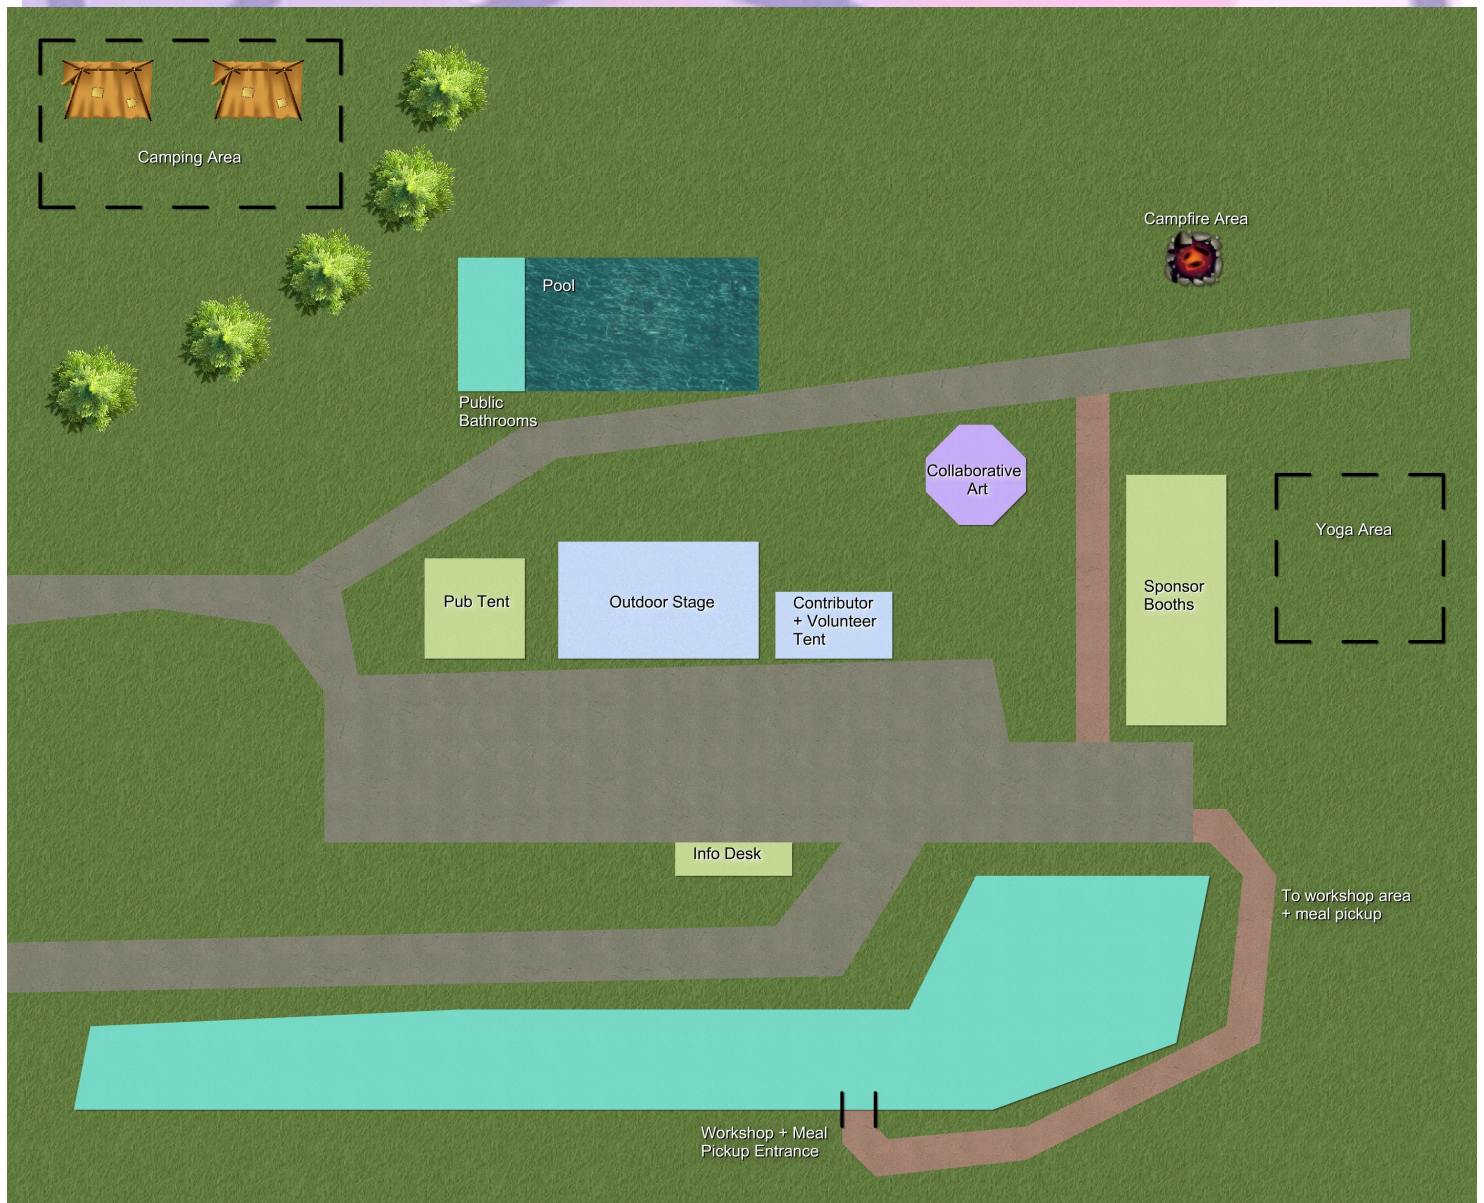 Camping Area
Campfire Area
Pool
Public
Bathrooms
Collaborative
Art
Yoga Area
Pub Tent
Outdoor Stage
Contributor
+ Volunteer
Tent
Sponsor
Booths
Info Desk
To workshop area
+ meal pickup
Workshop + Meal
Pickup Entrance